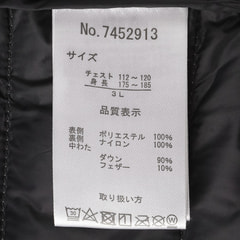 No.7452913
サイズ
チェスト 112～120
身長 175～185
3L
品質表示
表側 ポリエステル 100%
裏側 ナイロン 100%
中わた
ダウン 90%
フェザー 10%
取り扱い方